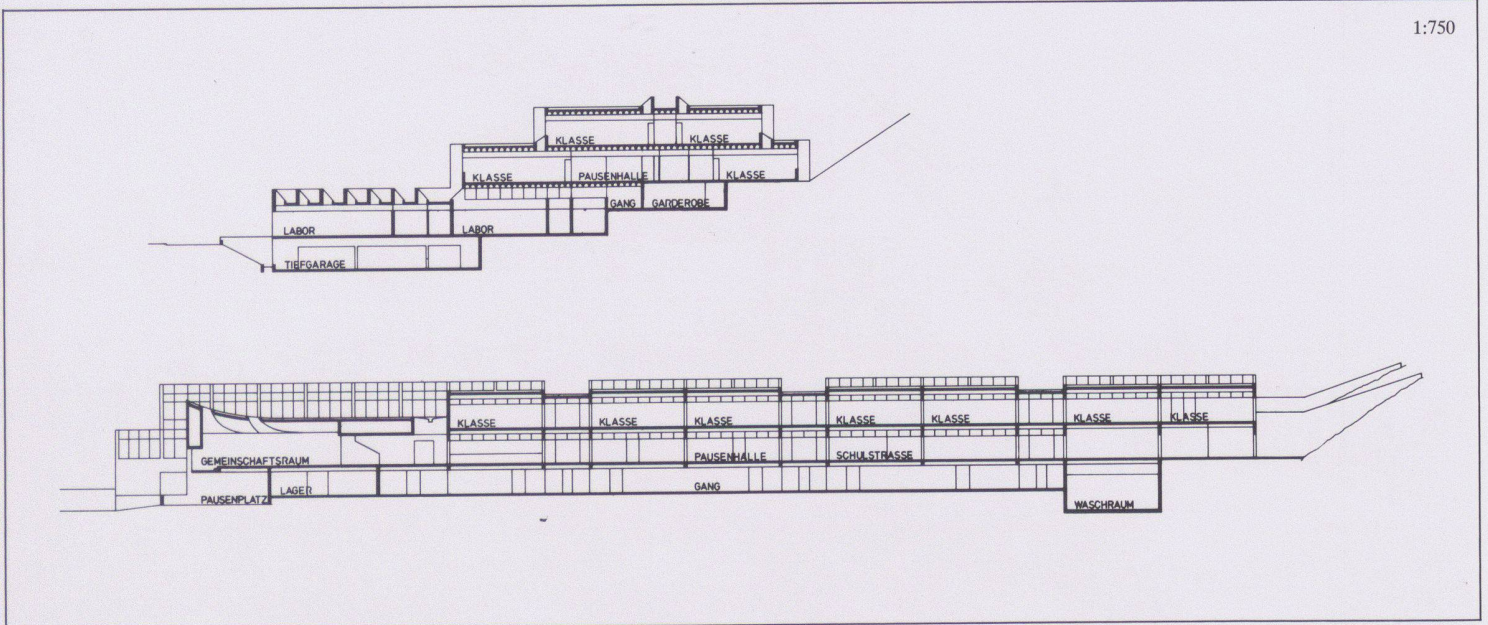 1:750
KLASSE KLASSE
KLASSE PAUSENHALLE KLASSE
GANG GARDEROBE
LABOR LABOR
TIEFGARAGE
KLASSE KLASSE KLASSE KLASSE KLASSE KLASSE KLASSE
GEMEINSCHAFTSRAUM PAUSENHALLE SCHULSTRASSE
LAGER GANG
PAUSENPLATZ WASCHRAUM